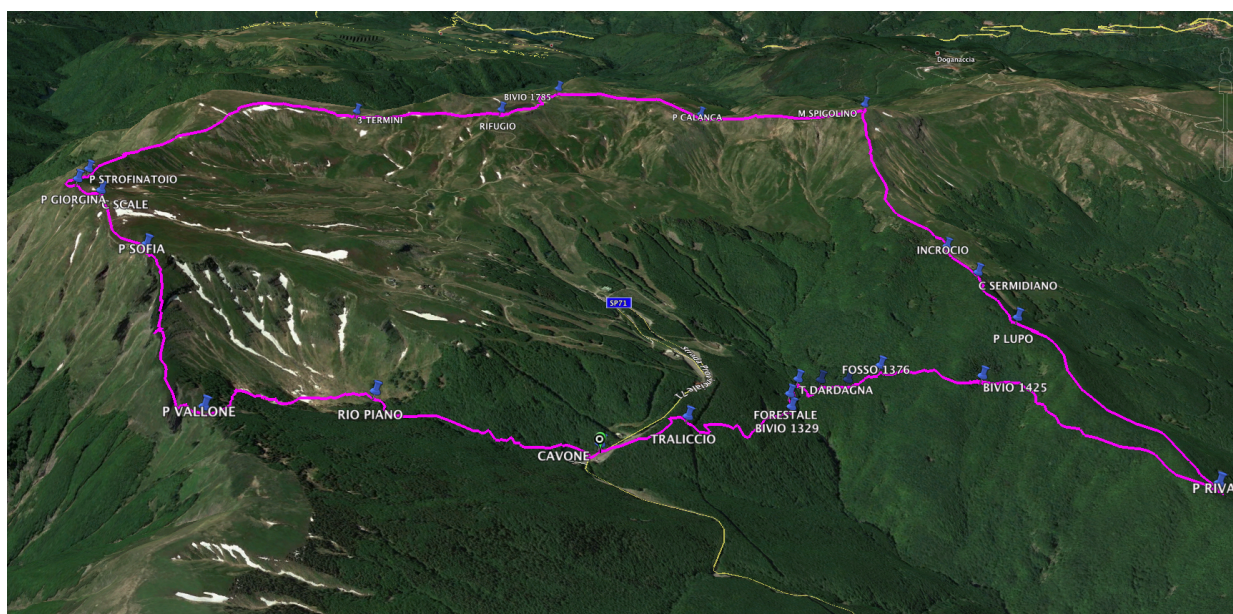 Doganaccia
BIVIO 1785
3 TERMINI
RIFUGIO
P CALANCA
M SPIGOLINO
P STROFINATOIO
P GIORGINA
C SCALE
P SOFIA
INCROCIO
C SERMIDIANO
SP71
P LUPO
FOSSO 1376
T DARDAGNA
BIVIO 1425
P VALLONE
RIO PIANO
FORESTALE
BIVIO 1329
TRALICCIO
CAVONE
P RIVA